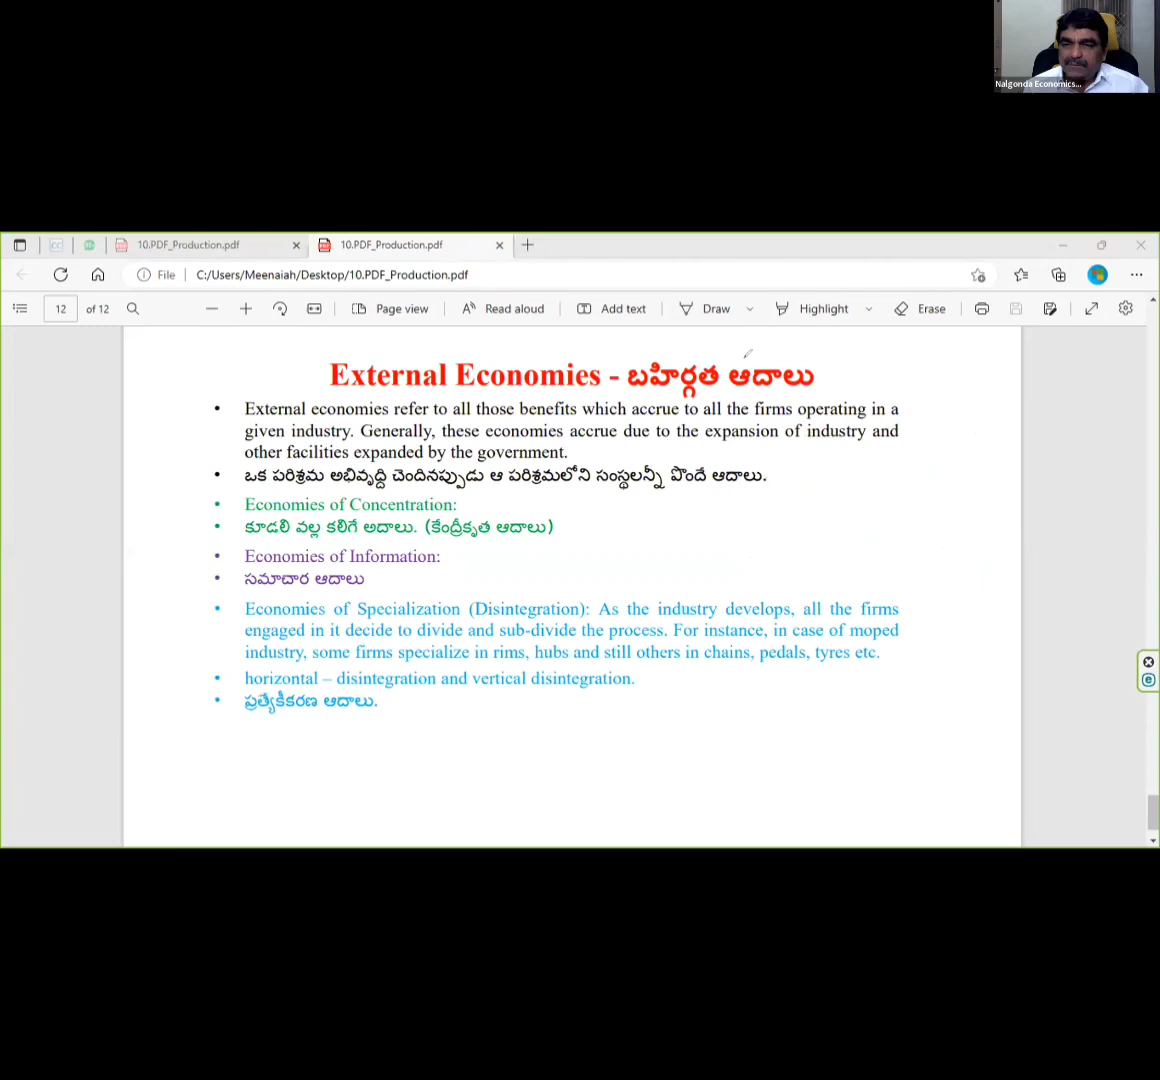 Nalgonda Economics...
10.PDF_Production.pdf
10.PDF_Production.pdf
File
C:/Users/Meenaiah/Desktop/10.PDF_Production.pdf
12 of 12
Page view
Read aloud
Add text
Draw
Highlight
Erase
External Economies - బహిర్గత ఆదాలు
• External economies refer to all those benefits which accrue to all the firms operating in a
given industry. Generally, these economies accrue due to the expansion of industry and
other facilities expanded by the government.
• ఒక పరిశ్రమ అభివృద్ధి చెందినప్పుడు ఆ పరిశ్రమలోని సంస్థలన్నీ పొందే ఆదాలు.
• Economies of Concentration:
• కూడలి వల్ల కలిగే అదాలు. (కేంద్రీకృత ఆదాలు)
• Economies of Information:
• సమాచార ఆదాలు
• Economies of Specialization (Disintegration): As the industry develops, all the firms
engaged in it decide to divide and sub-divide the process. For instance, in case of moped
industry, some firms specialize in rims, hubs and still others in chains, pedals, tyres etc.
• horizontal – disintegration and vertical disintegration.
• ప్రత్యేకీకరణ ఆదాలు.